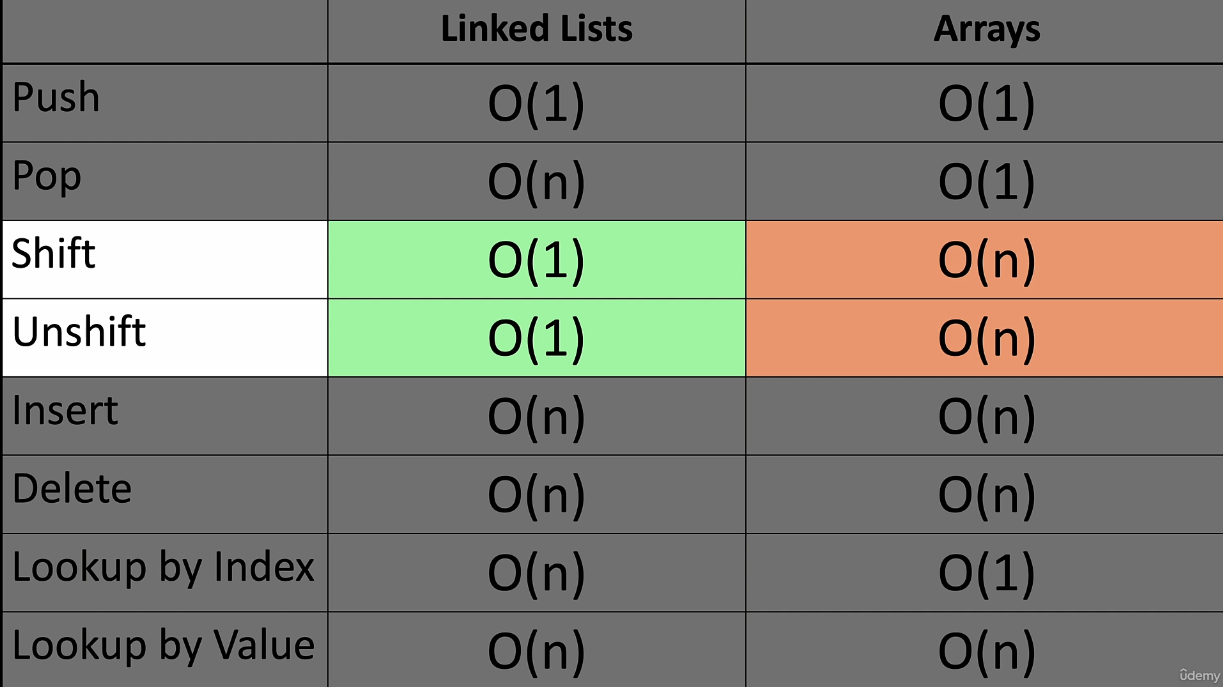 Linked Lists Arrays
Push O(1) O(1)
Pop O(n) O(1)
Shift O(1) O(n)
Unshift O(1) O(n)
Insert O(n) O(n)
Delete O(n) O(n)
Lookup by Index O(n) O(1)
Lookup by Value O(n) O(n)
ûdemy